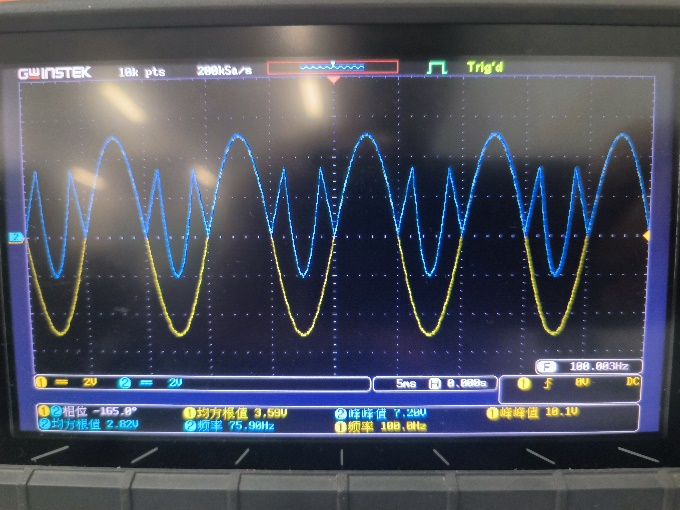 GWINSTEK 10k pts 200kSa/s Trig'd
2
F 100.003Hz
1 2V 2 2V 5ms H 0.000s 1 0V DC
1 2 相位 -165.0° 1 均方根值 3.59V 2 峰峰值 7.20V 1 峰峰值 10.1V
2 均方根值 2.82V 2 频率 75.90Hz 1 频率 100.0Hz